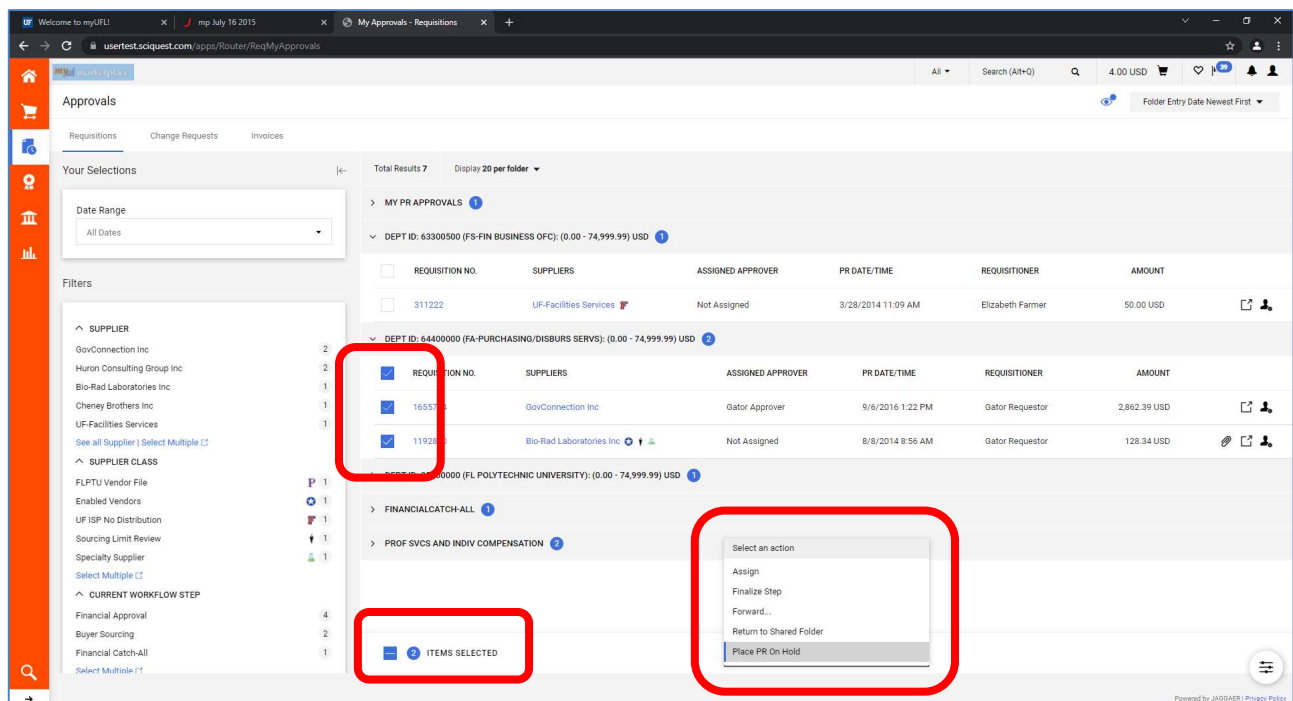 Welcome to myUFL!
mp July 16 2015
My Approvals - Requisitions
usertest.sciquest.com/apps/Router/ReqMyApprovals
marketplace
All
Search (Alt+Q)
4.00 USD
39
Approvals
Folder Entry Date Newest First
Requisitions Change Requests Invoices
Your Selections
Total Results 7 Display 20 per folder
Date Range
All Dates
Filters
SUPPLIER
GovConnection Inc 2
Huron Consulting Group Inc 2
Bio-Rad Laboratories Inc 1
Cheney Brothers Inc 1
UF-Facilities Services 1
See all Supplier | Select Multiple
SUPPLIER CLASS
FLPTU Vendor File P 1
Enabled Vendors 1
UF ISP No Distribution 1
Sourcing Limit Review 1
Specialty Supplier 1
Select Multiple
CURRENT WORKFLOW STEP
Financial Approval 4
Buyer Sourcing 2
Financial Catch-All 1
Select Multiple
MY PR APPROVALS 1
DEPT ID: 63300500 (FS-FIN BUSINESS OFC): (0.00 - 74,999.99) USD 1
REQUISITION NO. SUPPLIERS ASSIGNED APPROVER PR DATE/TIME REQUISITIONER AMOUNT
311222 UF-Facilities Services Not Assigned 3/28/2014 11:09 AM Elizabeth Farmer 50.00 USD
DEPT ID: 64400000 (FA-PURCHASING/DISBURS SERVS): (0.00 - 74,999.99) USD 2
REQUISITION NO. SUPPLIERS ASSIGNED APPROVER PR DATE/TIME REQUISITIONER AMOUNT
GovConnection Inc Gator Approver 9/6/2016 1:22 PM Gator Requestor 2,862.39 USD
Bio-Rad Laboratories Inc Not Assigned 8/8/2014 8:56 AM Gator Requestor 128.34 USD
(FL POLYTECHNIC UNIVERSITY): (0.00 - 74,999.99) USD 1
FINANCIALCATCH-ALL 1
PROF SVCS AND INDIV COMPENSATION 2
Select an action
Assign
Finalize Step
Forward...
Return to Shared Folder
Place PR On Hold
2 ITEMS SELECTED
Powered by JAGGAER | Privacy Policy